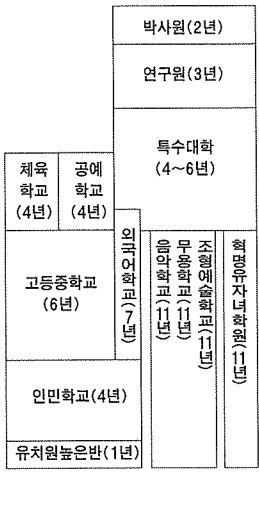 박사원(2년)
연구원(3년)
특수대학
(4～6년)
체육
학교
(4년)
공예
학교
(4년)
외국어학교(7년)
고등중학교
(6년)
음악학교(11년)
무용학교(11년)
조형예술학교(11년)
혁명유자녀학원(11년)
인민학교(4년)
유치원높은반(1년)